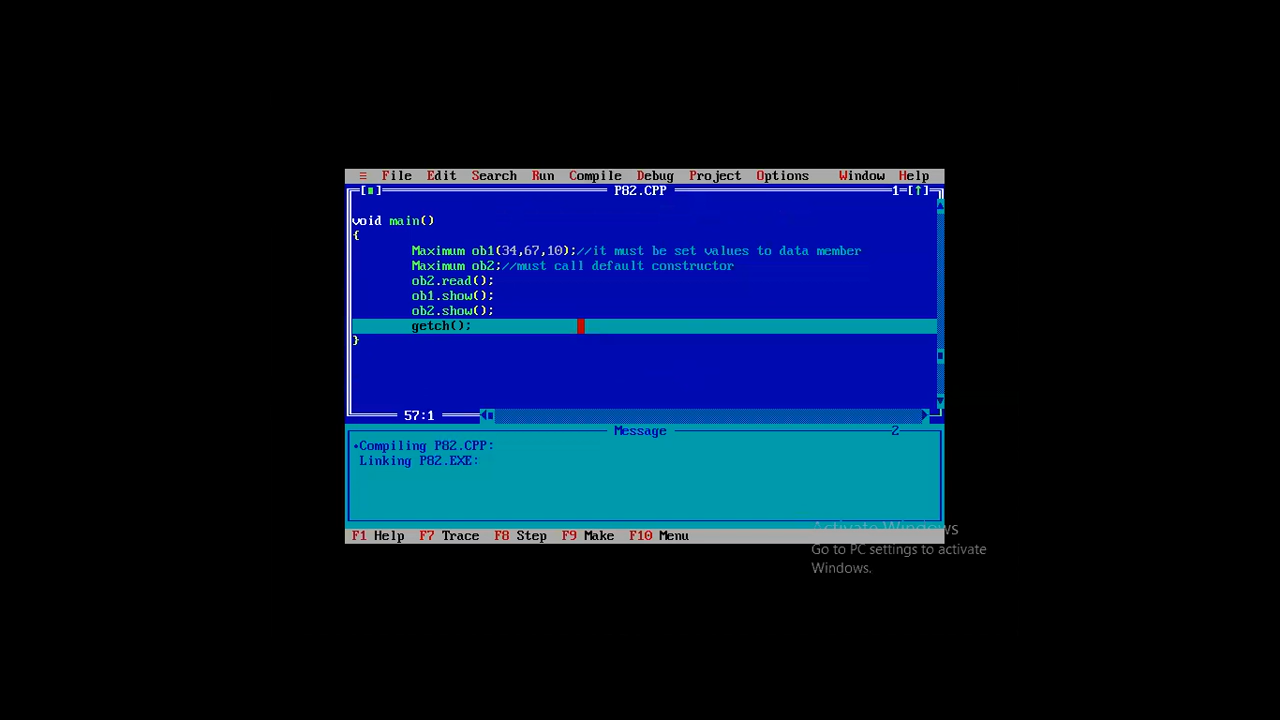 ≡ File Edit Search Run Compile Debug Project Options Window Help
[■] P82.CPP 1=[↑]
void main()
{
Maximum ob1(34,67,10);//it must be set values to data member
Maximum ob2;//must call default constructor
ob2.read();
ob1.show();
ob2.show();
getch();
}
57:1
Message 2
•Compiling P82.CPP:
Linking P82.EXE:
F1 Help F7 Trace F8 Step F9 Make F10 Menu
Activate Windows
Go to PC settings to activate
Windows.